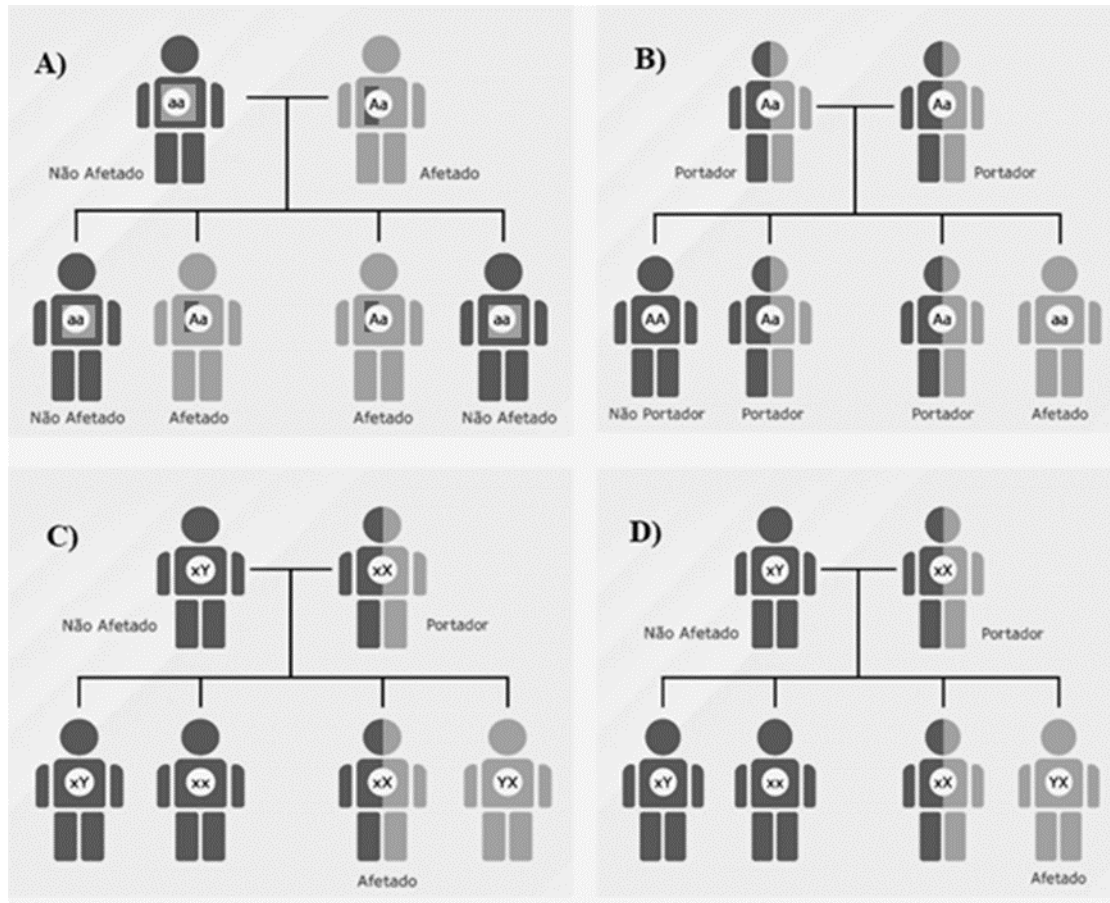 A)
aa
Aa
Não Afetado
Afetado
aa
Aa
Aa
aa
Não Afetado
Afetado
Afetado
Não Afetado
B)
Aa
Aa
Portador
Portador
AA
Aa
Aa
aa
Não Portador
Portador
Portador
Afetado
C)
xY
xX
Não Afetado
Portador
xY
xx
xX
YX
Afetado
D)
xY
xX
Não Afetado
Portador
xY
xx
xX
YX
Afetado